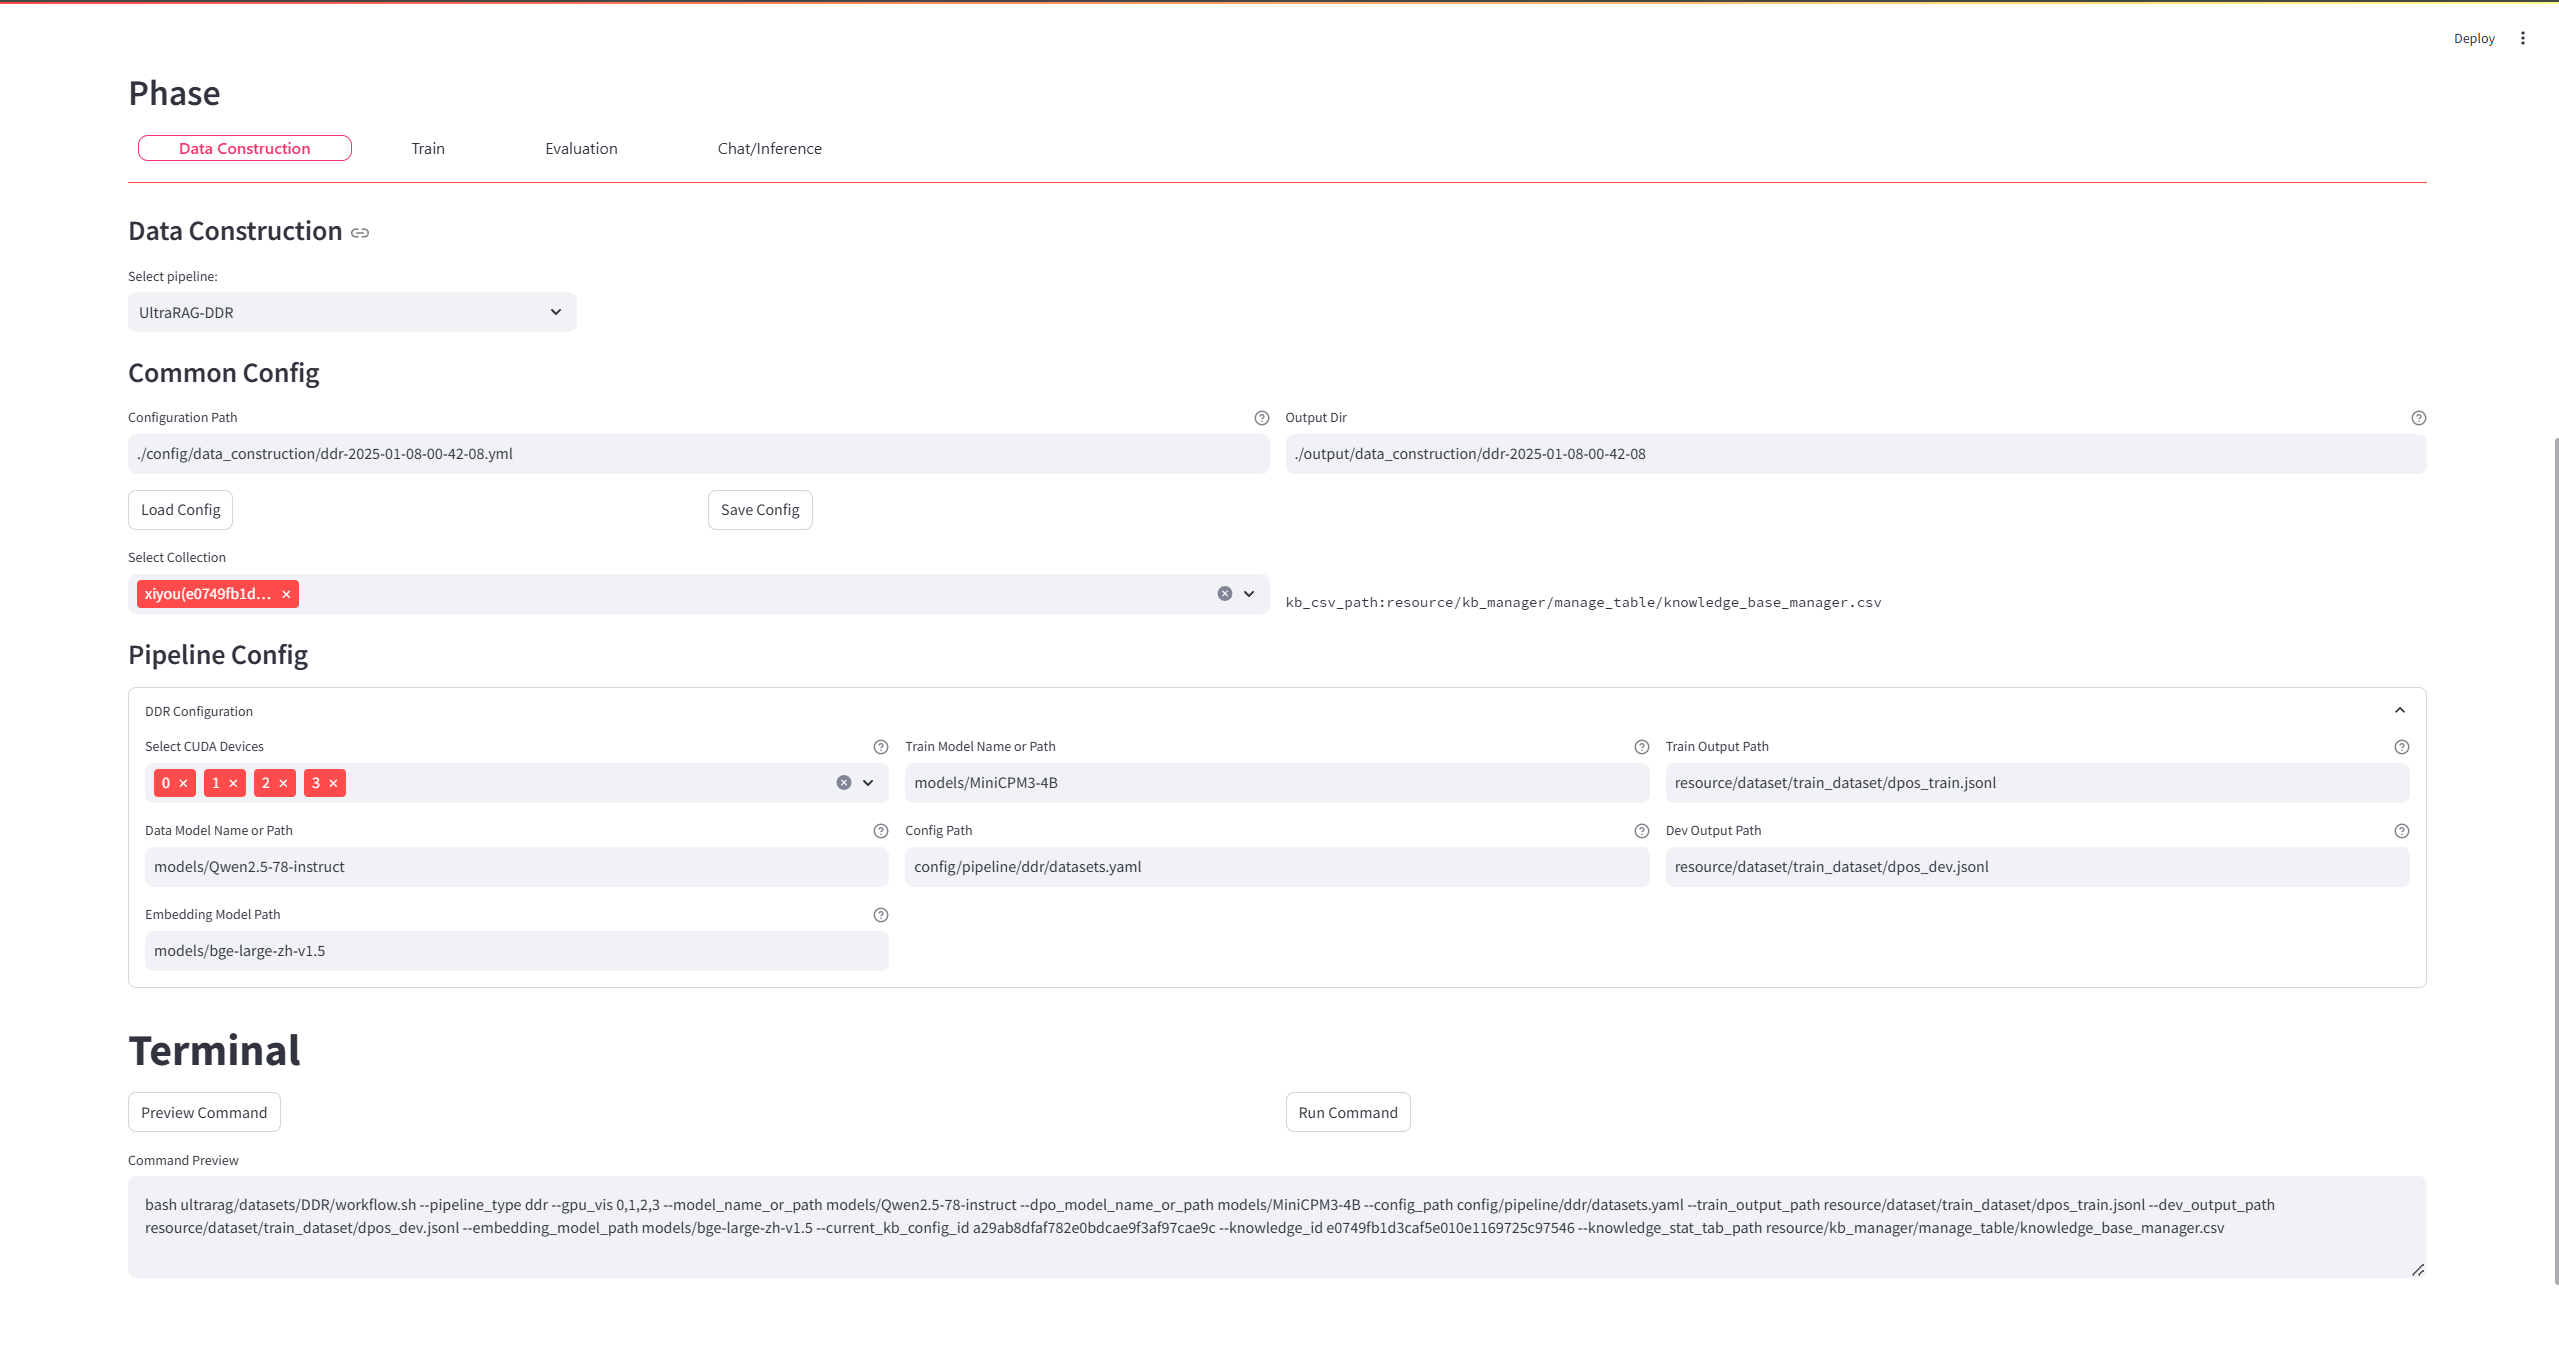 Deploy
Phase
Data Construction Train Evaluation Chat/Inference
Data Construction
Select pipeline:
UltraRAG-DDR
Common Config
Configuration Path Output Dir
./config/data_construction/ddr-2025-01-08-00-42-08.yml ./output/data_construction/ddr-2025-01-08-00-42-08
Load Config Save Config
Select Collection
xiyou(e0749fb1d... ×
kb_csv_path:resource/kb_manager/manage_table/knowledge_base_manager.csv
Pipeline Config
DDR Configuration
Select CUDA Devices Train Model Name or Path Train Output Path
0 × 1 × 2 × 3 × models/MiniCPM3-4B resource/dataset/train_dataset/dpos_train.jsonl
Data Model Name or Path Config Path Dev Output Path
models/Qwen2.5-78-instruct config/pipeline/ddr/datasets.yaml resource/dataset/train_dataset/dpos_dev.jsonl
Embedding Model Path
models/bge-large-zh-v1.5
Terminal
Preview Command Run Command
Command Preview
bash ultrarag/datasets/DDR/workflow.sh --pipeline_type ddr --gpu_vis 0,1,2,3 --model_name_or_path models/Qwen2.5-78-instruct --dpo_model_name_or_path models/MiniCPM3-4B --config_path config/pipeline/ddr/datasets.yaml --train_output_path resource/dataset/train_dataset/dpos_train.jsonl --dev_output_path
resource/dataset/train_dataset/dpos_dev.jsonl --embedding_model_path models/bge-large-zh-v1.5 --current_kb_config_id a29ab8dfaf782e0bdcae9f3af97cae9c --knowledge_id e0749fb1d3caf5e010e1169725c97546 --knowledge_stat_tab_path resource/kb_manager/manage_table/knowledge_base_manager.csv